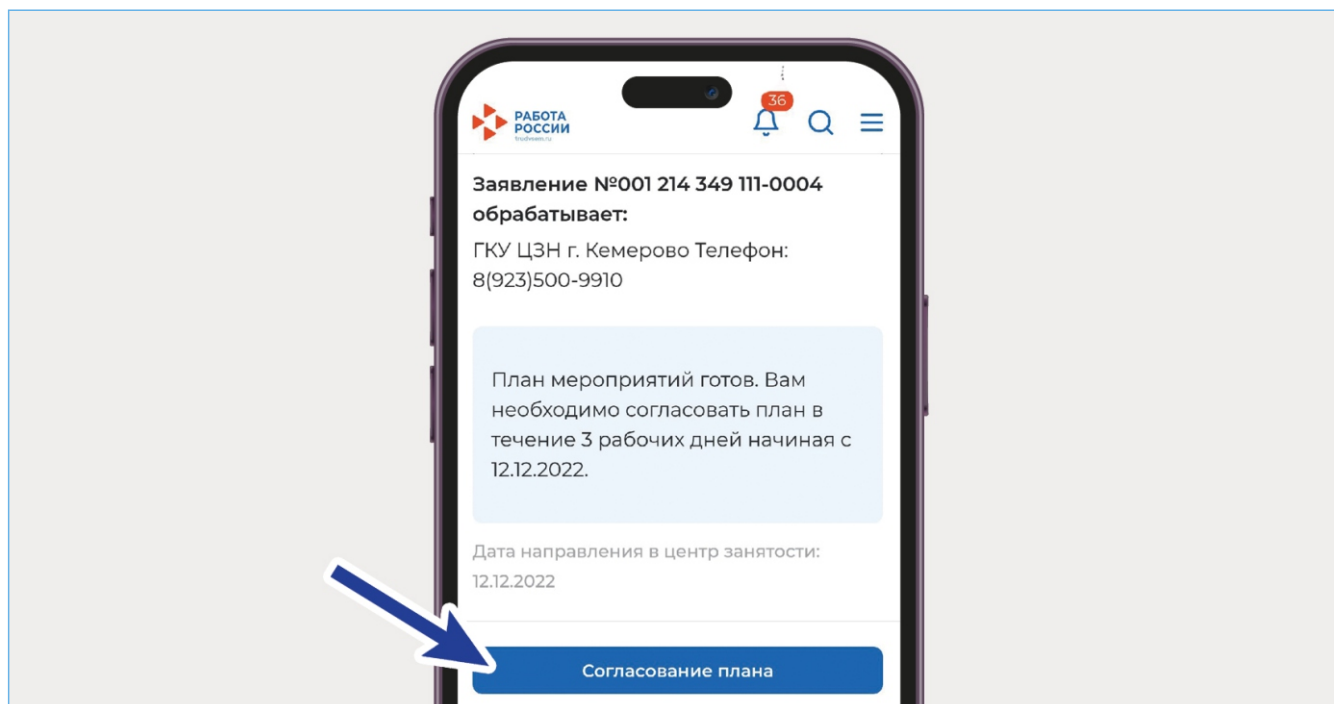 36
РАБОТА
РОССИИ
trudvsem.ru
Заявление №001 214 349 111-0004
обрабатывает:
ГКУ ЦЗН г. Кемерово Телефон:
8(923)500-9910
План мероприятий готов. Вам
необходимо согласовать план в
течение 3 рабочих дней начиная с
12.12.2022.
Дата направления в центр занятости:
12.12.2022
Согласование плана